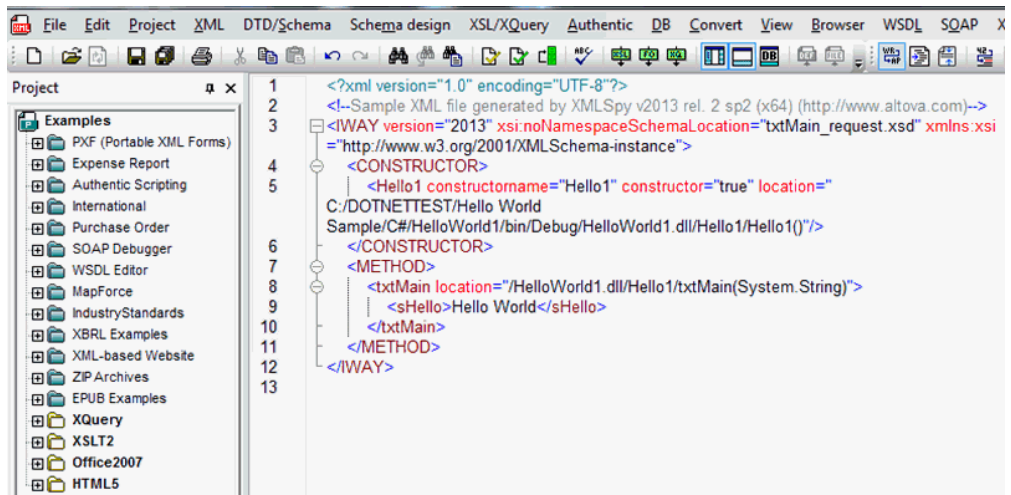 File Edit Project XML DTD/Schema Schema design XSL/XQuery Authentic DB Convert View Browser WSDL SOAP X
Project
Examples
PXF (Portable XML Forms)
Expense Report
Authentic Scripting
International
Purchase Order
SOAP Debugger
WSDL Editor
MapForce
IndustryStandards
XBRL Examples
XML-based Website
ZIP Archives
EPUB Examples
XQuery
XSLT2
Office2007
HTML5
1 <?xml version="1.0" encoding="UTF-8"?>
2 <!--Sample XML file generated by XMLSpy v2013 rel. 2 sp2 (x64) (http://www.altova.com)-->
3 <IWAY version="2013" xsi:noNamespaceSchemaLocation="txtMain_request.xsd" xmlns:xsi
="http://www.w3.org/2001/XMLSchema-instance">
4 <CONSTRUCTOR>
5 <Hello1 constructorname="Hello1" constructor="true" location="
C:/DOTNETTEST/Hello World
Sample/C#/HelloWorld1/bin/Debug/HelloWorld1.dll/Hello1/Hello1()"/>
6 </CONSTRUCTOR>
7 <METHOD>
8 <txtMain location="/HelloWorld1.dll/Hello1/txtMain(System.String)">
9 <sHello>Hello World</sHello>
10 </txtMain>
11 </METHOD>
12 </IWAY>
13